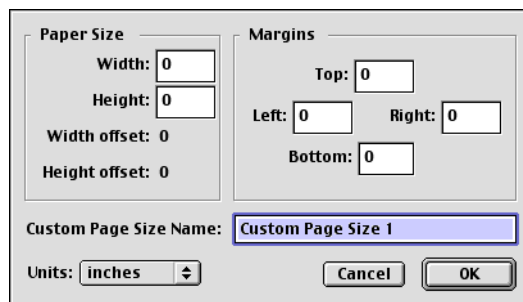 Paper Size
Width: 0
Height: 0
Width offset: 0
Height offset: 0
Margins
Top: 0
Left: 0 Right: 0
Bottom: 0
Custom Page Size Name: Custom Page Size 1
Units: inches
Cancel OK